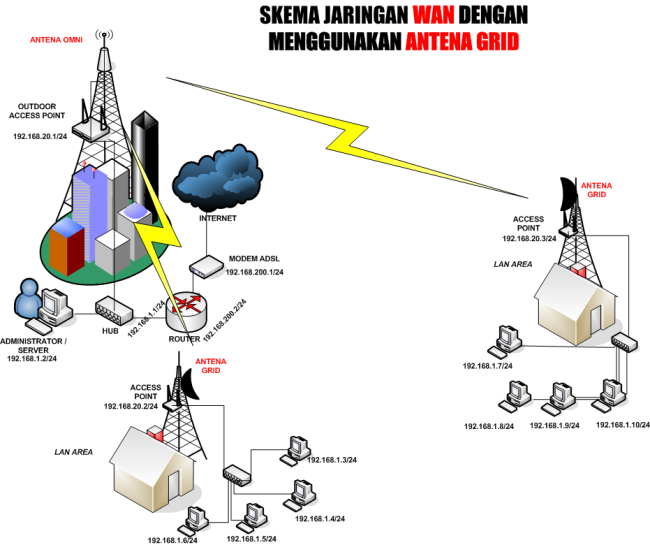 SKEMA JARINGAN WAN DENGAN
MENGGUNAKAN ANTENA GRID
ANTENA OMNI
OUTDOOR
ACCESS POINT
192.168.20.1/24
INTERNET
MODEM ADSL
192.168.200.1/24
192.168.1.1/24
192.168.200.2/24
HUB
ROUTER
ADMINISTRATOR /
SERVER
192.168.1.2/24
ANTENA
GRID
ACCESS
POINT
192.168.20.3/24
LAN AREA
192.168.1.7/24
192.168.1.8/24
192.168.1.9/24
192.168.1.10/24
ANTENA
GRID
ACCESS
POINT
192.168.20.2/24
LAN AREA
192.168.1.3/24
192.168.1.4/24
192.168.1.5/24
192.168.1.6/24